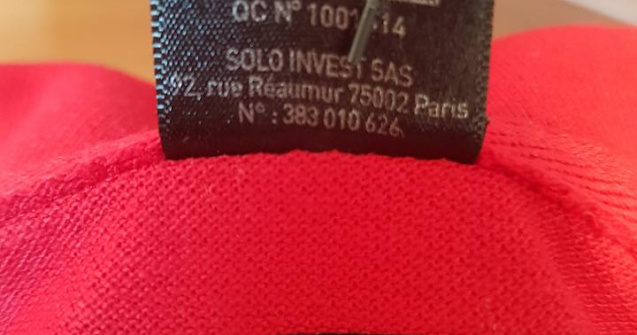 QC N°
SOLO INVEST SAS
92, rue Réaumur 75002 Paris
N° : 383 010 626